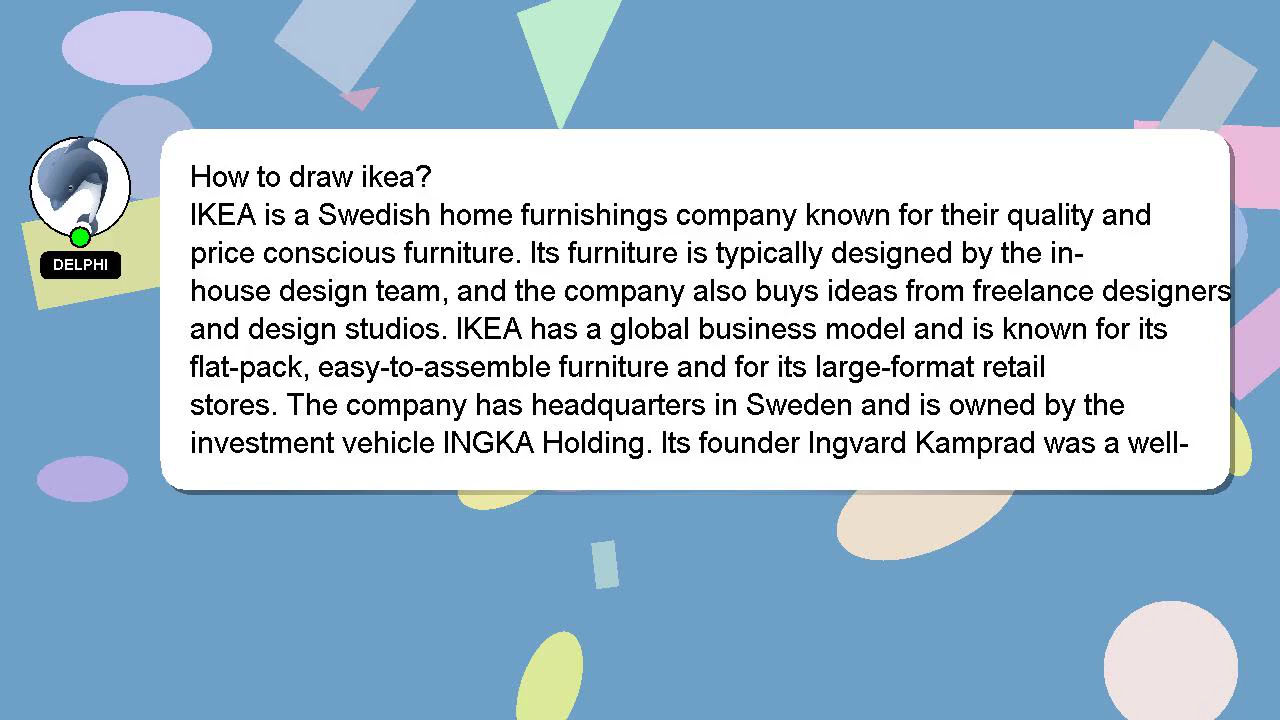 How to draw ikea?
IKEA is a Swedish home furnishings company known for their quality and
price conscious furniture. Its furniture is typically designed by the in-
house design team, and the company also buys ideas from freelance designers
and design studios. IKEA has a global business model and is known for its
flat-pack, easy-to-assemble furniture and for its large-format retail
stores. The company has headquarters in Sweden and is owned by the
investment vehicle INGKA Holding. Its founder Ingvard Kamprad was a well-
DELPHI